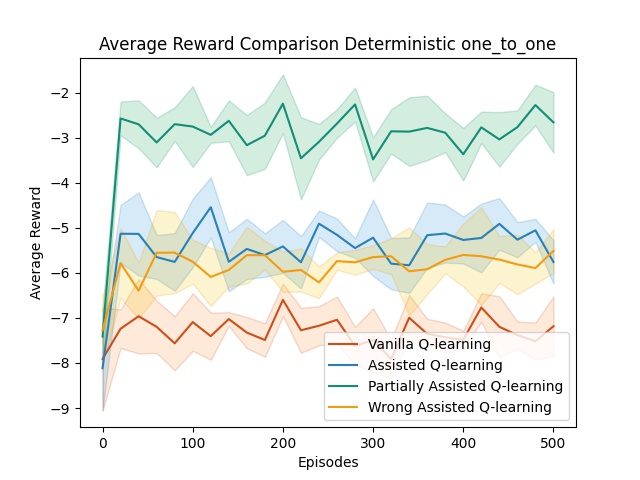 Average Reward Comparison Deterministic one_to_one
Average Reward
−2
−3
−4
−5
−6
−7
−8
−9
0
100
200
300
400
500
Episodes
Vanilla Q-learning
Assisted Q-learning
Partially Assisted Q-learning
Wrong Assisted Q-learning